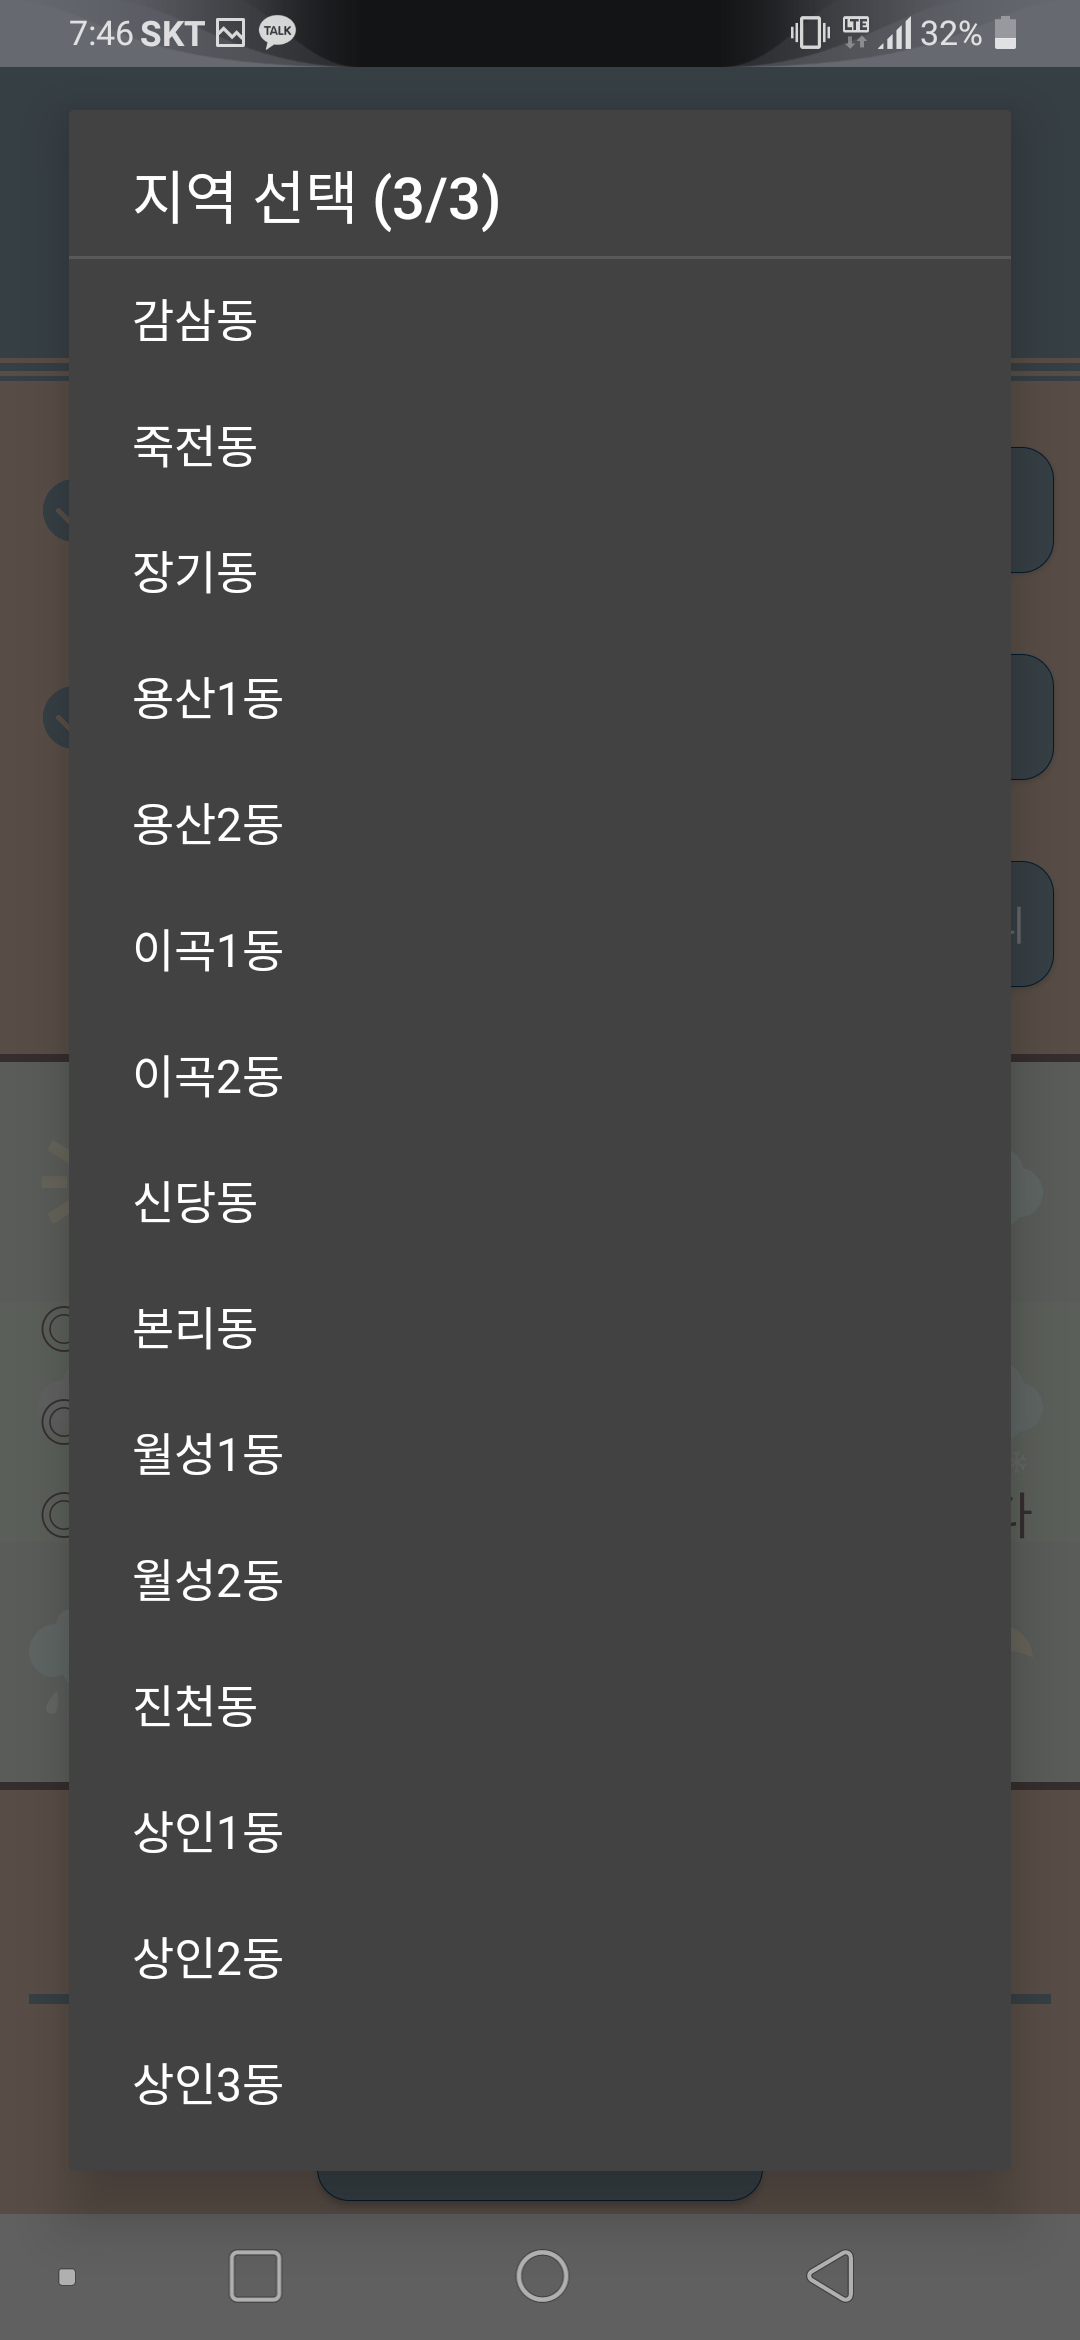 7:46 SKT TALK LTE 32%
지역 선택 (3/3)
감삼동
죽전동
장기동
용산1동
용산2동
이곡1동
이곡2동
신당동
본리동
월성1동
월성2동
진천동
상인1동
상인2동
상인3동